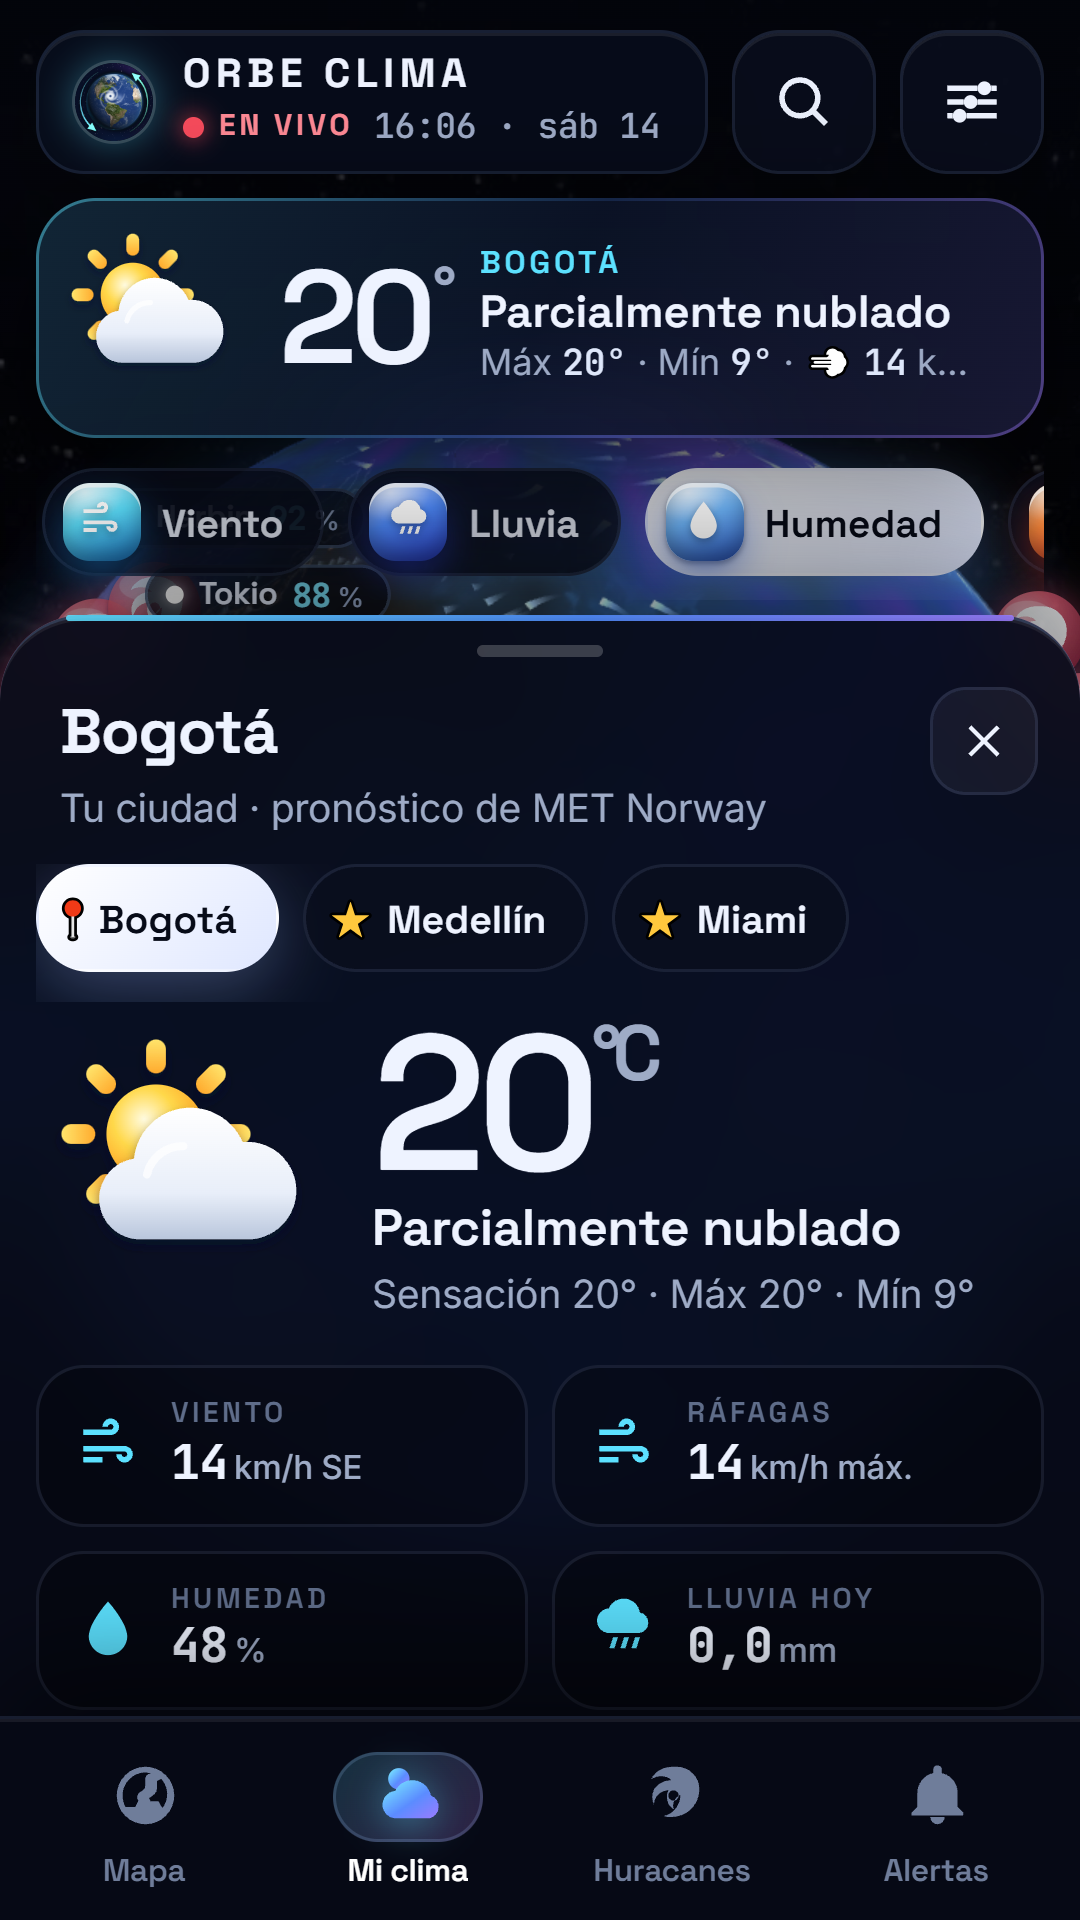 ORBE CLIMA
EN VIVO 16:06 · sáb 14
20°
BOGOTÁ
Parcialmente nublado
Máx 20° · Mín 9° · 14 k...
Viento
Lluvia
Humedad
92 %
Tokio 88 %
Bogotá
Tu ciudad · pronóstico de MET Norway
Bogotá
Medellín
Miami
20°C
Parcialmente nublado
Sensación 20° · Máx 20° · Mín 9°
VIENTO
14 km/h SE
RÁFAGAS
14 km/h máx.
HUMEDAD
48 %
LLUVIA HOY
0,0 mm
Mapa
Mi clima
Huracanes
Alertas